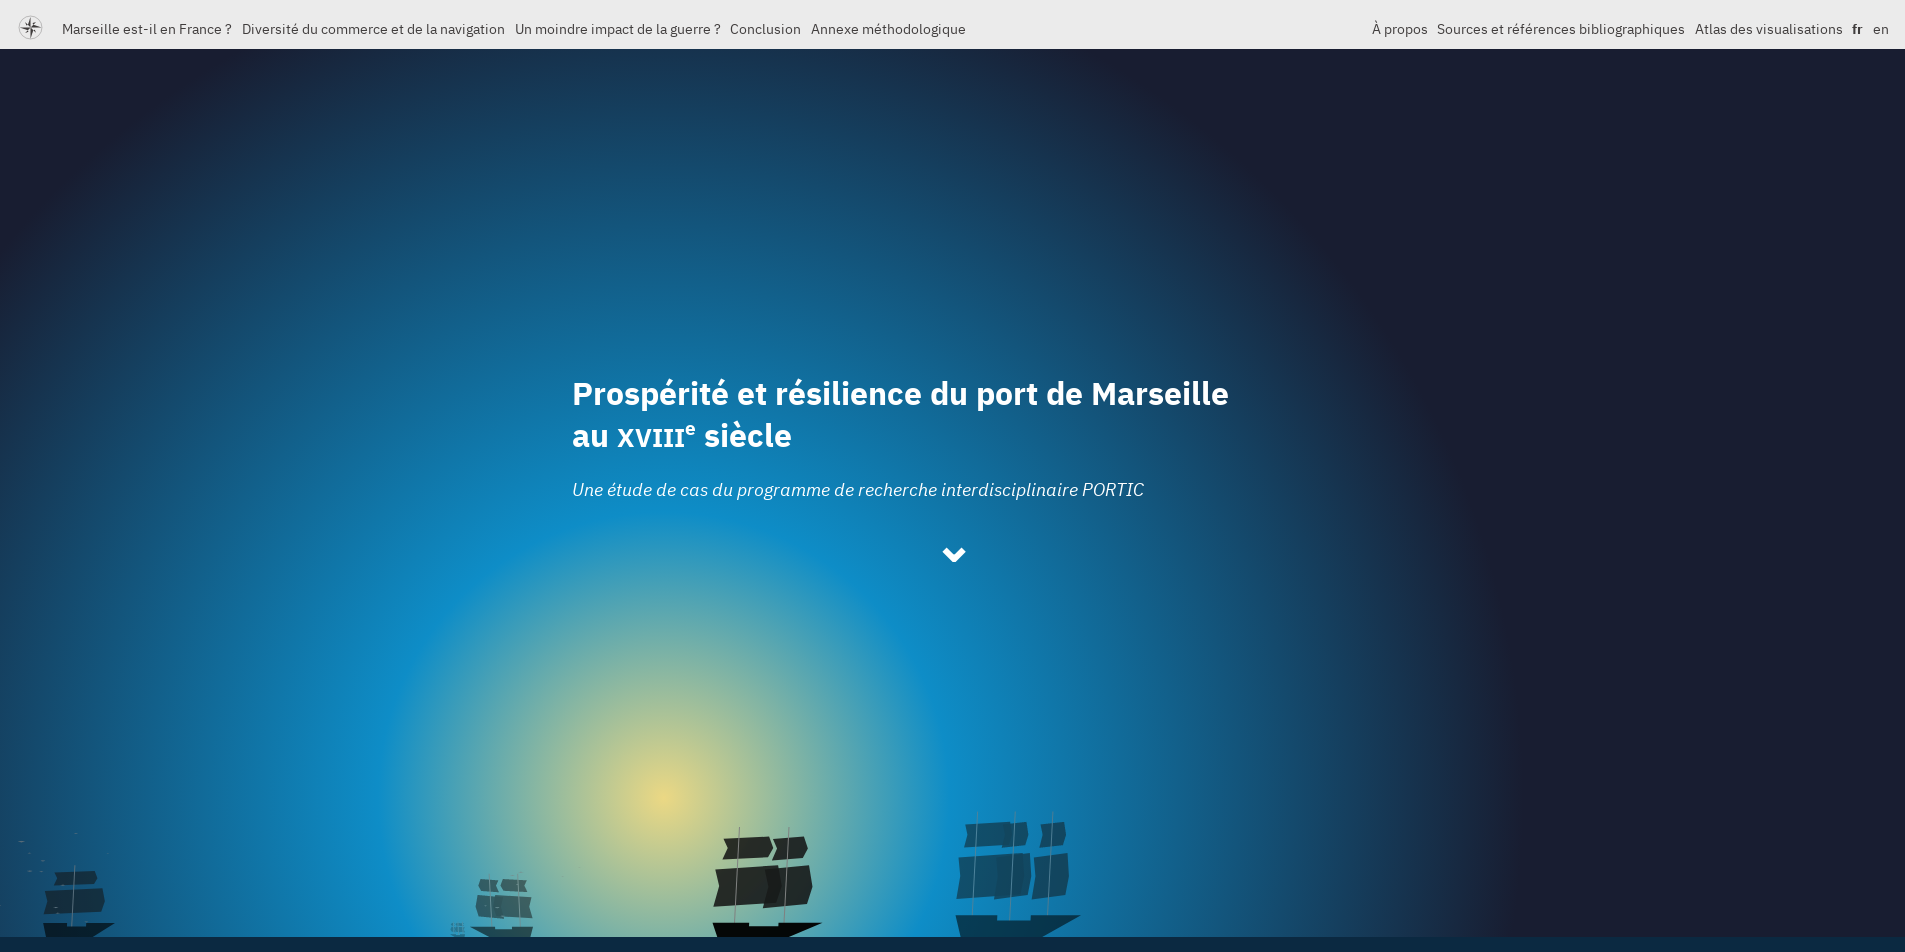 Marseille est-il en France ? Diversité du commerce et de la navigation Un moindre impact de la guerre ? Conclusion Annexe méthodologique À propos Sources et références bibliographiques Atlas des visualisations fr en
Prospérité et résilience du port de Marseille
au XVIIIe siècle
Une étude de cas du programme de recherche interdisciplinaire PORTIC